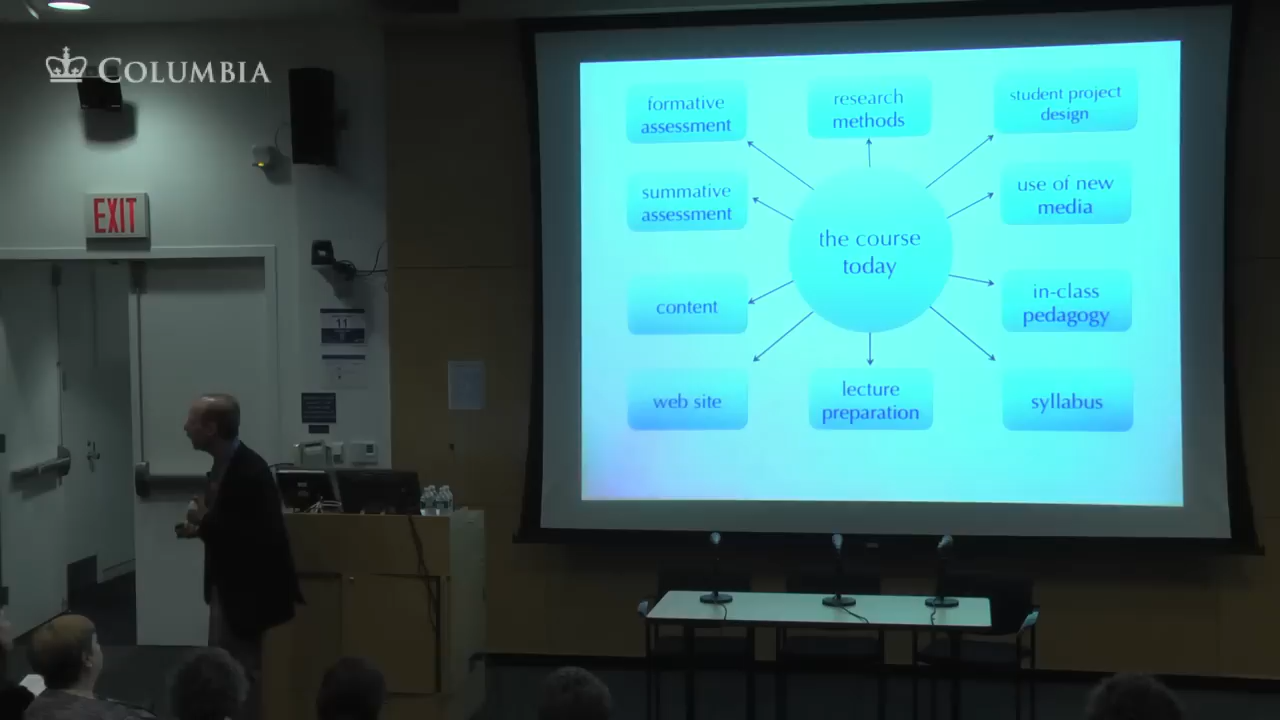 COLUMBIA
EXIT
11
formative
assessment
research
methods
student project
design
summative
assessment
use of new
media
the course
today
content
in-class
pedagogy
web site
lecture
preparation
syllabus